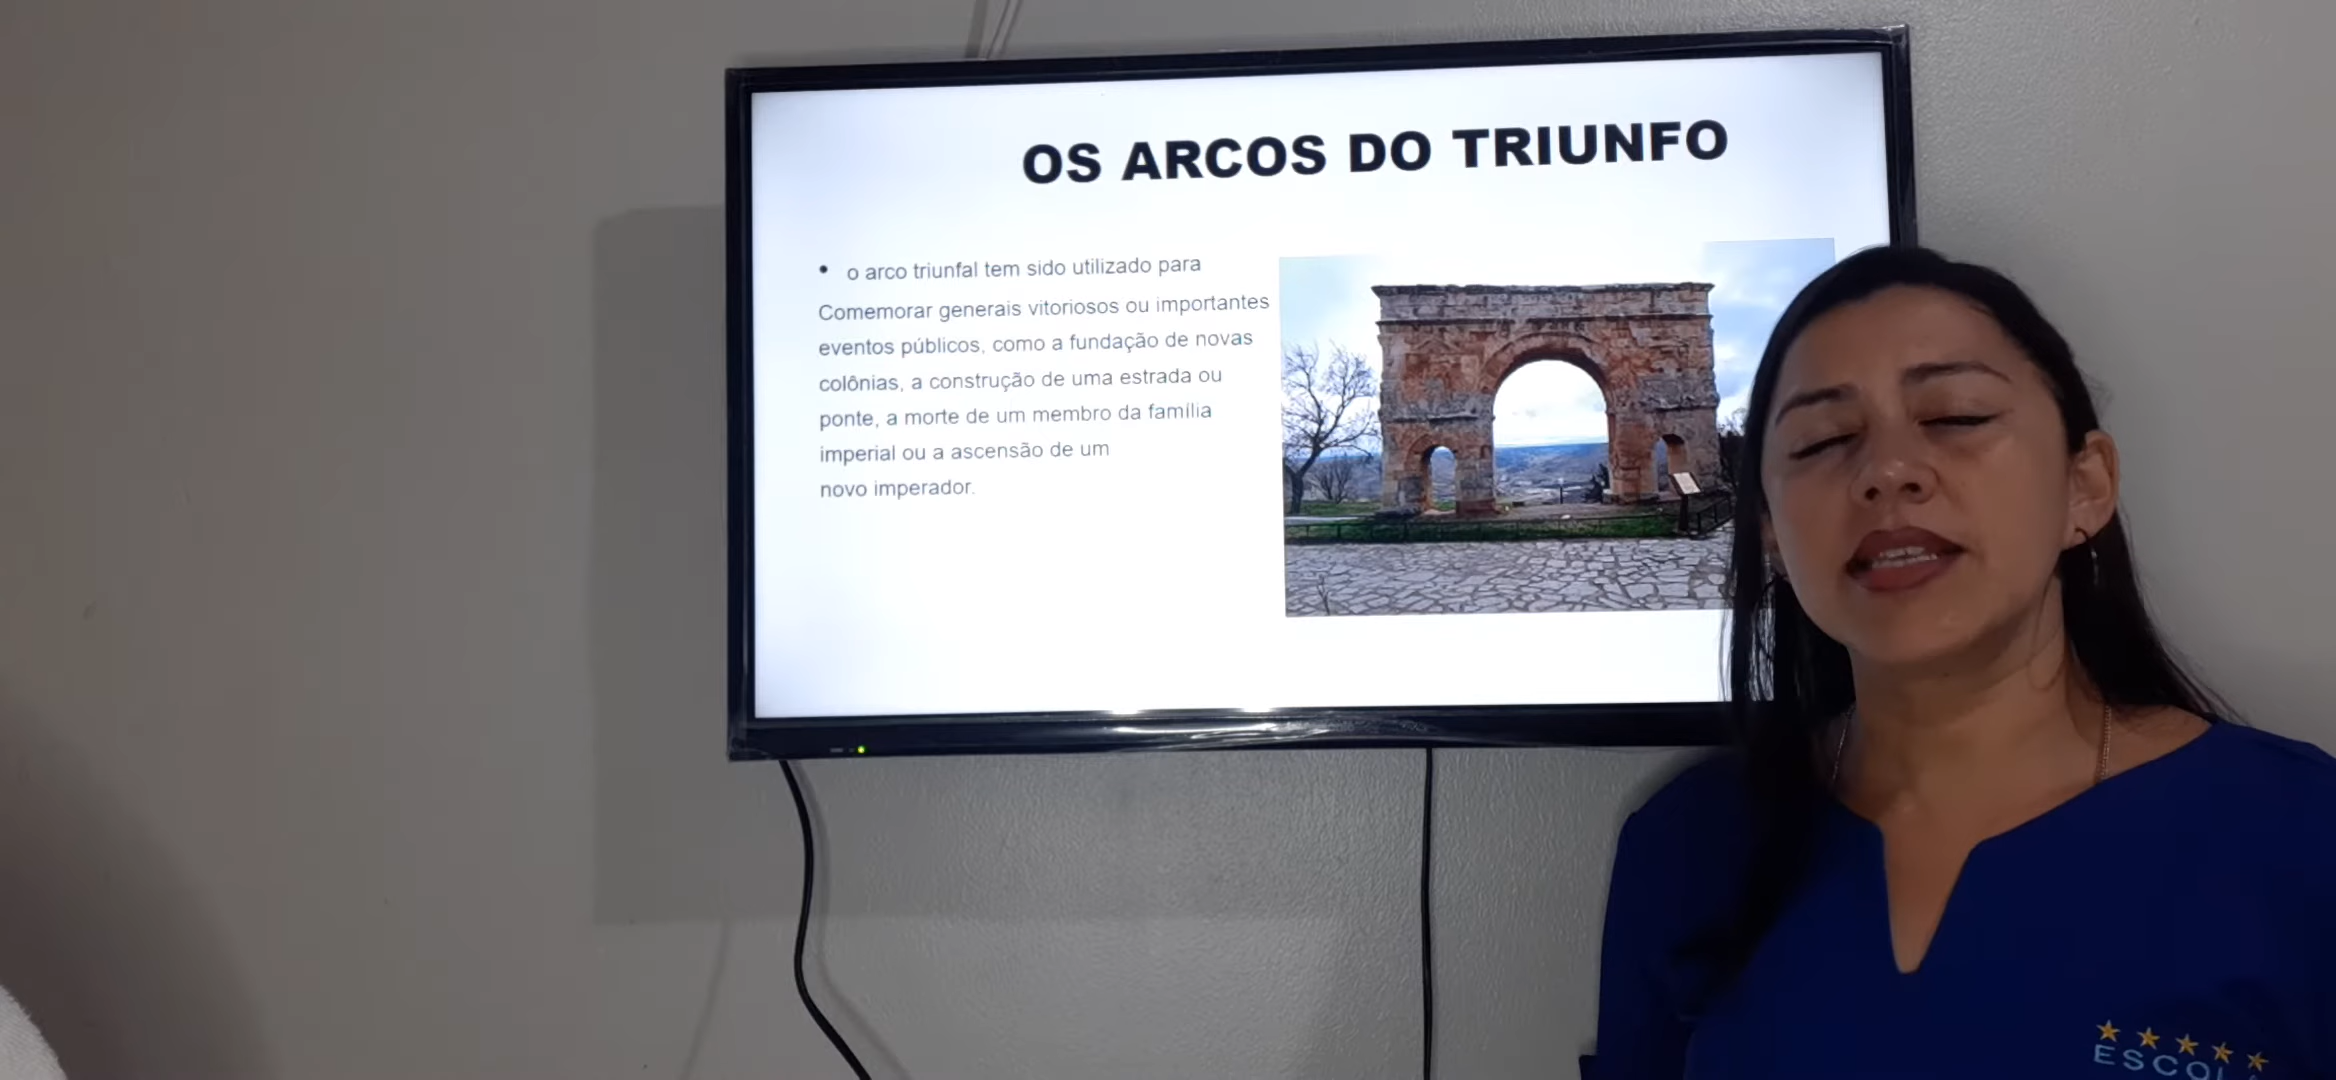 OS ARCOS DO TRIUNFO
• o arco triunfal tem sido utilizado para
Comemorar generais vitoriosos ou importantes
eventos públicos, como a fundação de novas
colônias, a construção de uma estrada ou
ponte, a morte de um membro da família
imperial ou a ascensão de um
novo imperador.
ESCOLA